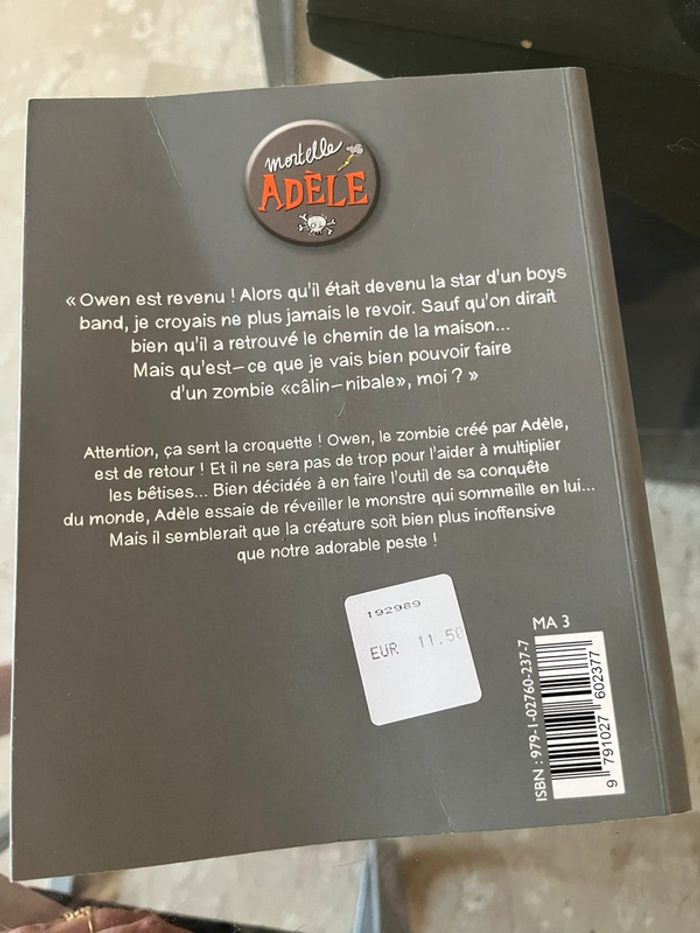 mortelle
ADÈLE
« Owen est revenu ! Alors qu'il était devenu la star d'un boys
band, je croyais ne plus jamais le revoir. Sauf qu'on dirait
bien qu'il a retrouvé le chemin de la maison...
Mais qu'est-ce que je vais bien pouvoir faire
d'un zombie «câlin-nibale», moi ? »
Attention, ça sent la croquette ! Owen, le zombie créé par Adèle,
est de retour ! Et il ne sera pas de trop pour l'aider à multiplier
les bêtises... Bien décidée à en faire l'outil de sa conquête
du monde, Adèle essaie de réveiller le monstre qui sommeille en lui...
Mais il semblerait que la créature soit bien plus inoffensive
que notre adorable peste !
192989
EUR 11.50
MA 3
ISBN : 979-1-02760-237-7
9 791027 602377